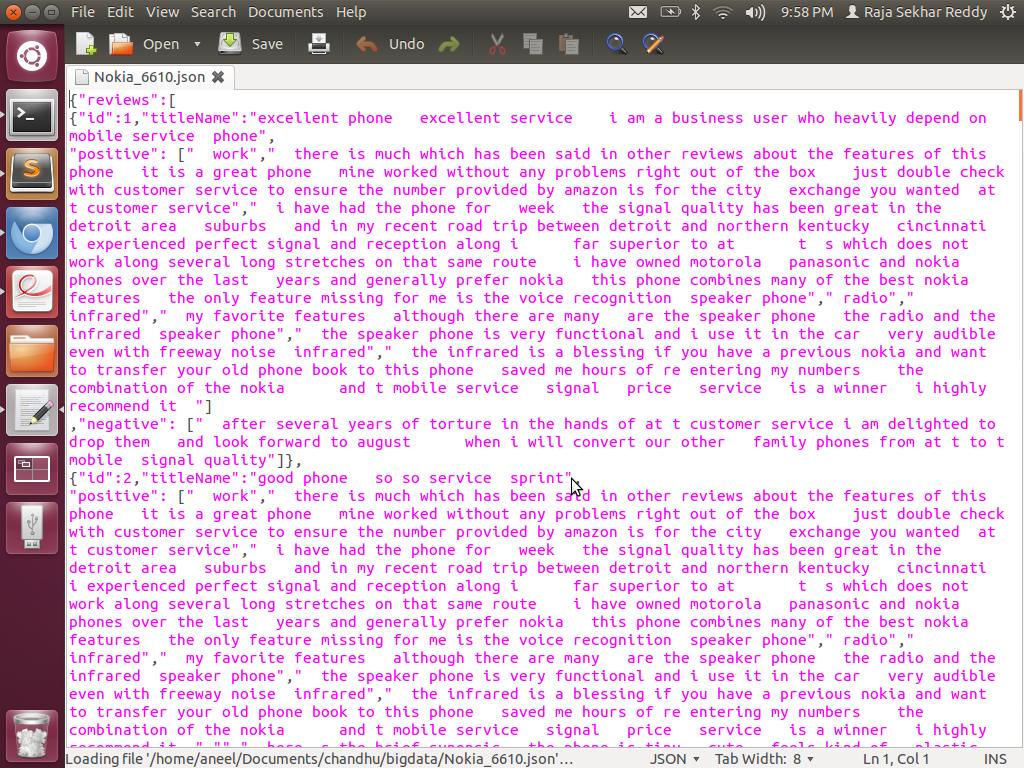 File Edit View Search Documents Help 9:58 PM Raja Sekhar Reddy
Open Save Undo
Nokia_6610.json
{"reviews":[
{"id":1,"titleName":"excellent phone   excellent service    i am a business user who heavily depend on
mobile service  phone",
"positive": ["  work","  there is much which has been said in other reviews about the features of this
phone   it is a great phone   mine worked without any problems right out of the box    just double check
with customer service to ensure the number provided by amazon is for the city   exchange you wanted  at
t customer service","  i have had the phone for   week   the signal quality has been great in the
detroit area   suburbs   and in my recent road trip between detroit and northern kentucky   cincinnati
i experienced perfect signal and reception along i      far superior to at       t  s which does not
work along several long stretches on that same route    i have owned motorola   panasonic and nokia
phones over the last   years and generally prefer nokia   this phone combines many of the best nokia
features   the only feature missing for me is the voice recognition  speaker phone"," radio","
infrared","  my favorite features   although there are many   are the speaker phone   the radio and the
infrared  speaker phone","  the speaker phone is very functional and i use it in the car   very audible
even with freeway noise  infrared","  the infrared is a blessing if you have a previous nokia and want
to transfer your old phone book to this phone   saved me hours of re entering my numbers    the
combination of the nokia      and t mobile service   signal   price   service   is a winner   i highly
recommend it  "]
,"negative": ["  after several years of torture in the hands of at t customer service i am delighted to
drop them   and look forward to august      when i will convert our other   family phones from at t to t
mobile  signal quality"]},
{"id":2,"titleName":"good phone   so so service  sprint",
"positive": ["  work","  there is much which has been said in other reviews about the features of this
phone   it is a great phone   mine worked without any problems right out of the box    just double check
with customer service to ensure the number provided by amazon is for the city   exchange you wanted  at
t customer service","  i have had the phone for   week   the signal quality has been great in the
detroit area   suburbs   and in my recent road trip between detroit and northern kentucky   cincinnati
i experienced perfect signal and reception along i      far superior to at       t  s which does not
work along several long stretches on that same route    i have owned motorola   panasonic and nokia
phones over the last   years and generally prefer nokia   this phone combines many of the best nokia
features   the only feature missing for me is the voice recognition  speaker phone"," radio","
infrared","  my favorite features   although there are many   are the speaker phone   the radio and the
infrared  speaker phone","  the speaker phone is very functional and i use it in the car   very audible
even with freeway noise  infrared","  the infrared is a blessing if you have a previous nokia and want
to transfer your old phone book to this phone   saved me hours of re entering my numbers    the
combination of the nokia      and t mobile service   signal   price   service   is a winner   i highly
recommend it  ",""," here  s the brief synopsis   the phone is tiny   cute   feels kind of   plastic
Loading file '/home/aneel/Documents/chandhu/bigdata/Nokia_6610.json'… JSON Tab Width: 8 Ln 1, Col 1 INS